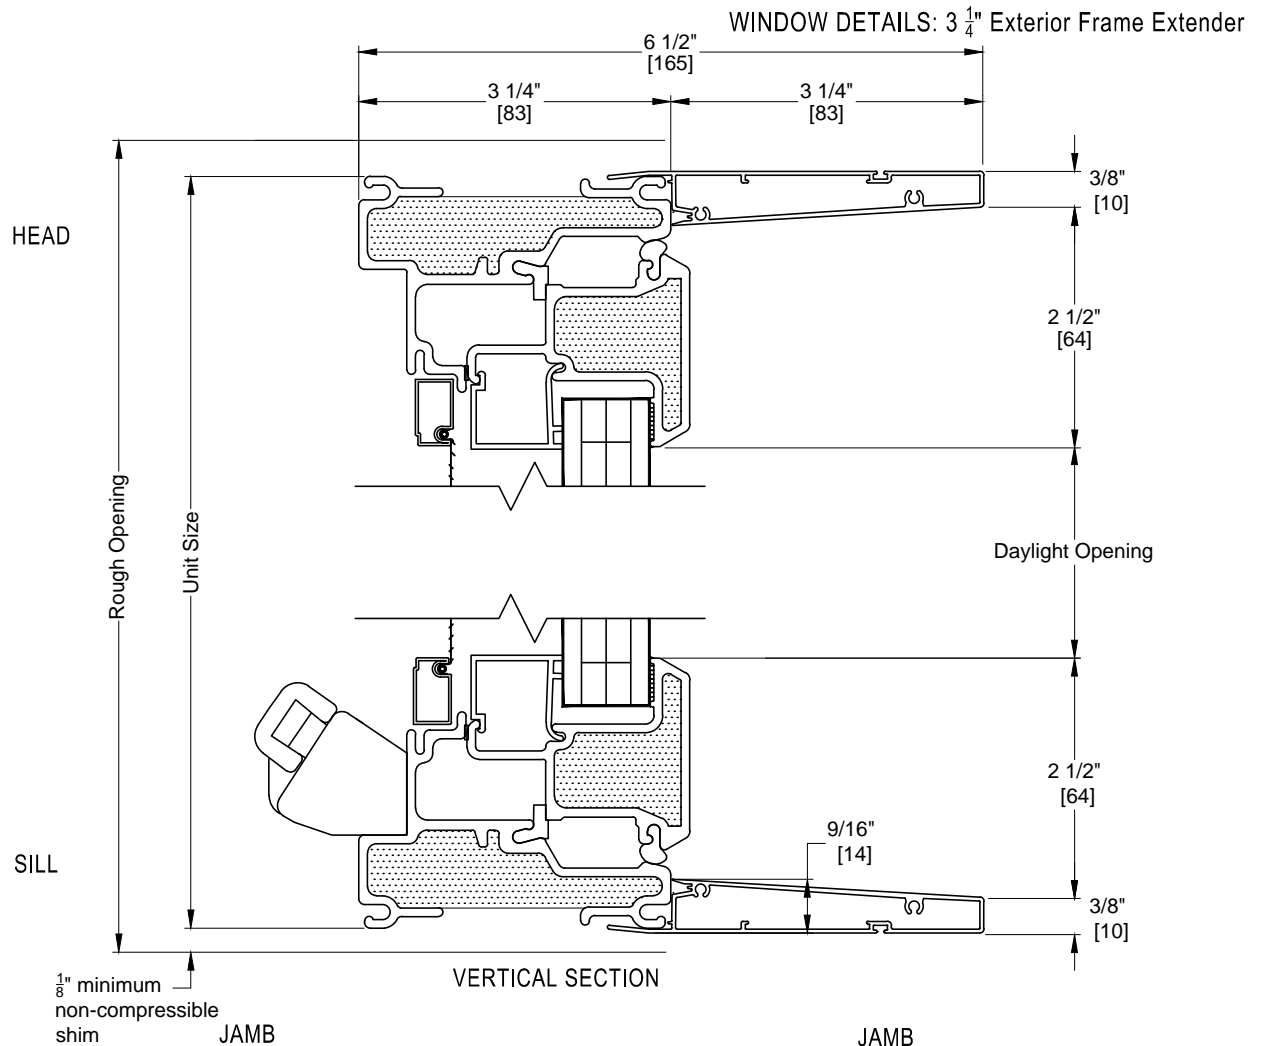 WINDOW DETAILS: 3 1/4" Exterior Frame Extender
6 1/2"
[165]
3 1/4"
[83]
3 1/4"
[83]
3/8"
[10]
HEAD
2 1/2"
[64]
Rough Opening
Unit Size
Daylight Opening
2 1/2"
[64]
9/16"
[14]
SILL
3/8"
[10]
VERTICAL SECTION
1/8" minimum
non-compressible
shim
JAMB
JAMB